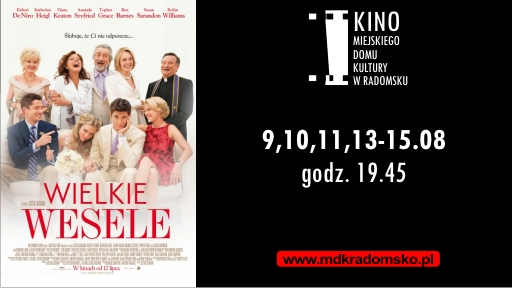 Robert Katherine Diane Amanda Topher Ben Susan Robin
DeNiro Heigl Keaton Seyfried Grace Barnes Sarandon Williams
Ślubuję, że Ci nie odpuszczę...
WIELKIE
WESELE
W kinach od 12 lipca
KINO
MIEJSKIEGO
DOMU
KULTURY
W RADOMSKU
9,10,11,13-15.08
godz. 19.45
www.mdkradomsko.pl